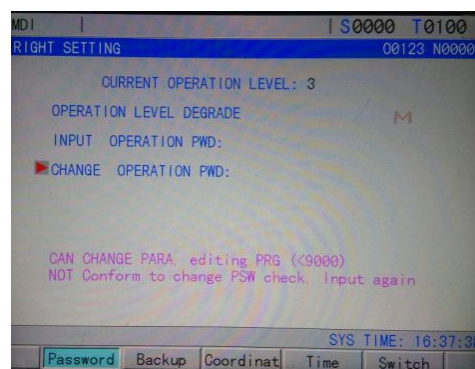 MDI | | S0000 T0100
RIGHT SETTING O0123 N0000
CURRENT OPERATION LEVEL: 3
OPERATION LEVEL DEGRADE
M
INPUT OPERATION PWD:
CHANGE OPERATION PWD:
CAN CHANGE PARA. editing PRG (<9000)
NOT Conform to change PSW check. Input again
SYS TIME: 16:37:3
Password Backup Coordinat Time Switch